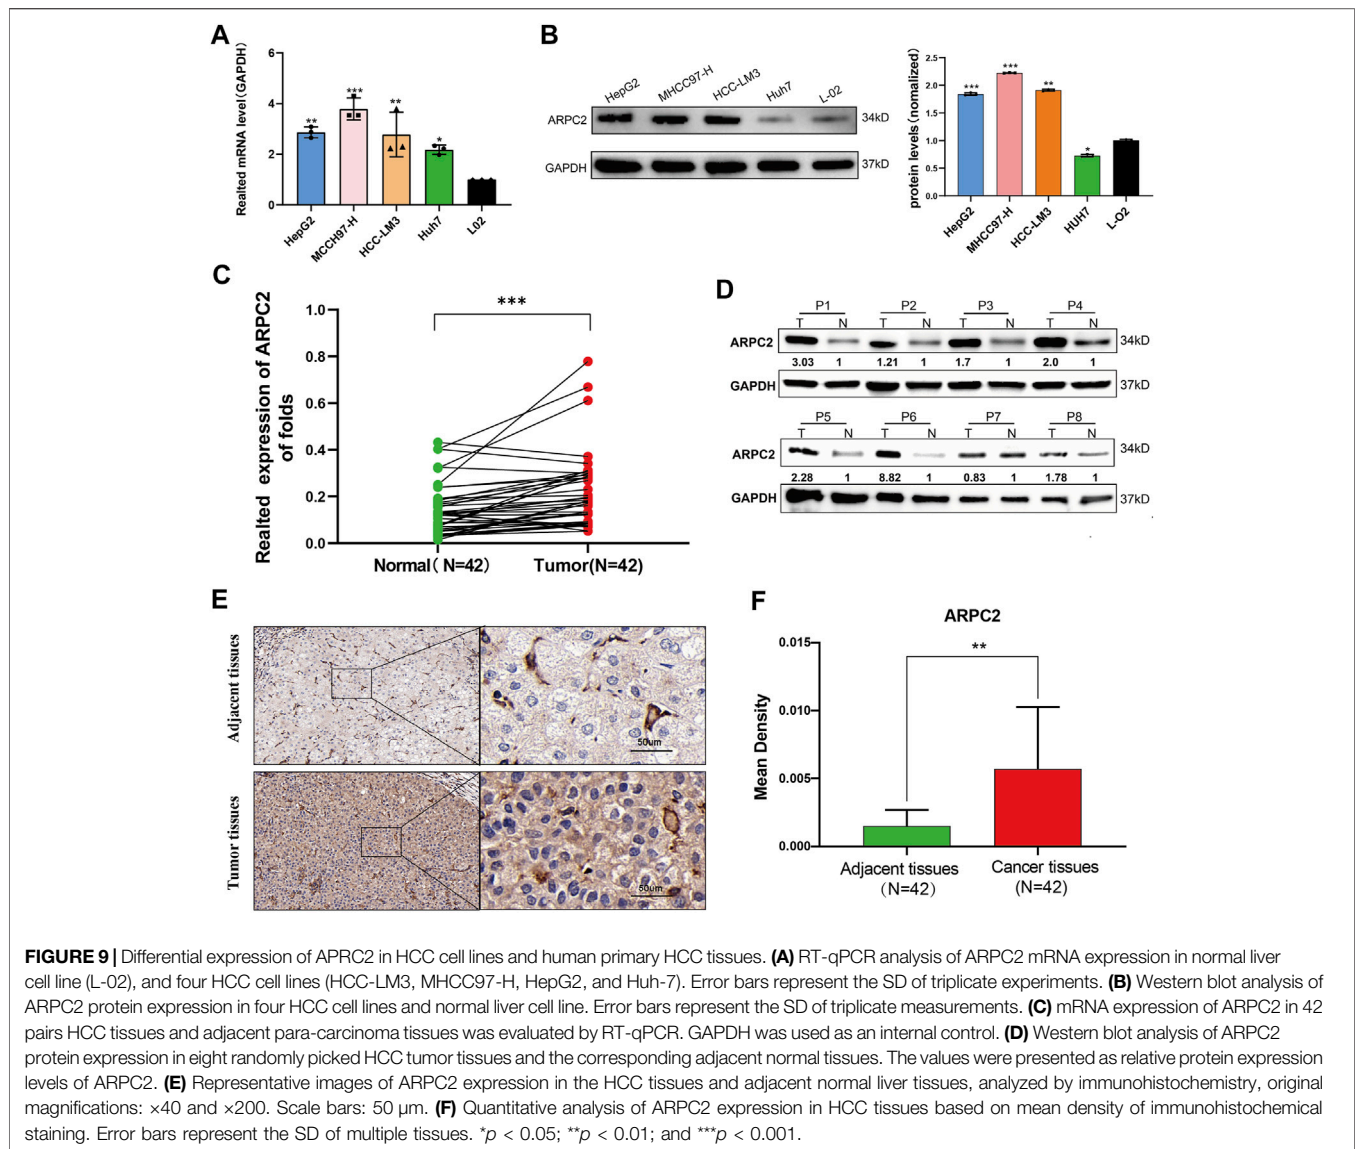 A
Realted mRNA level(GAPDH)
6
4
2
0
**
***
**
*
HepG2
MCCH97-H
HCC-LM3
Huh7
L02
B
HepG2
MHCC97-H
HCC-LM3
Huh7
L-02
ARPC2
34kD
GAPDH
37kD
protein levels(nomalized)
2.5
2.0
1.5
1.0
0.5
0.0
***
***
**
*
HepG2
MHCC97-H
HCC-LM3
HUH7
L-O2
C
Realted expression of ARPC2
of folds
1.0
0.8
0.6
0.4
0.2
0.0
***
Normal( N=42)
Tumor(N=42)
D
P1 P2 P3 P4
T N T N T N T N
ARPC2
34kD
3.03 1 1.21 1 1.7 1 2.0 1
GAPDH
37kD
P5 P6 P7 P8
T N T N T N T N
ARPC2
34kD
2.28 1 8.82 1 0.83 1 1.78 1
GAPDH
37kD
E
Adjacent tissues
50um
Tumor tissues
50um
F
ARPC2
Mean Density
0.015
0.010
0.005
0.000
**
Adjacent tissues
(N=42)
Cancer tissues
(N=42)
FIGURE 9 | Differential expression of APRC2 in HCC cell lines and human primary HCC tissues. (A) RT-qPCR analysis of ARPC2 mRNA expression in normal liver
cell line (L-02), and four HCC cell lines (HCC-LM3, MHCC97-H, HepG2, and Huh-7). Error bars represent the SD of triplicate experiments. (B) Western blot analysis of
ARPC2 protein expression in four HCC cell lines and normal liver cell line. Error bars represent the SD of triplicate measurements. (C) mRNA expression of ARPC2 in 42
pairs HCC tissues and adjacent para-carcinoma tissues was evaluated by RT-qPCR. GAPDH was used as an internal control. (D) Western blot analysis of ARPC2
protein expression in eight randomly picked HCC tumor tissues and the corresponding adjacent normal tissues. The values were presented as relative protein expression
levels of ARPC2. (E) Representative images of ARPC2 expression in the HCC tissues and adjacent normal liver tissues, analyzed by immunohistochemistry, original
magnifications: ×40 and ×200. Scale bars: 50 µm. (F) Quantitative analysis of ARPC2 expression in HCC tissues based on mean density of immunohistochemical
staining. Error bars represent the SD of multiple tissues. *p < 0.05; **p < 0.01; and ***p < 0.001.